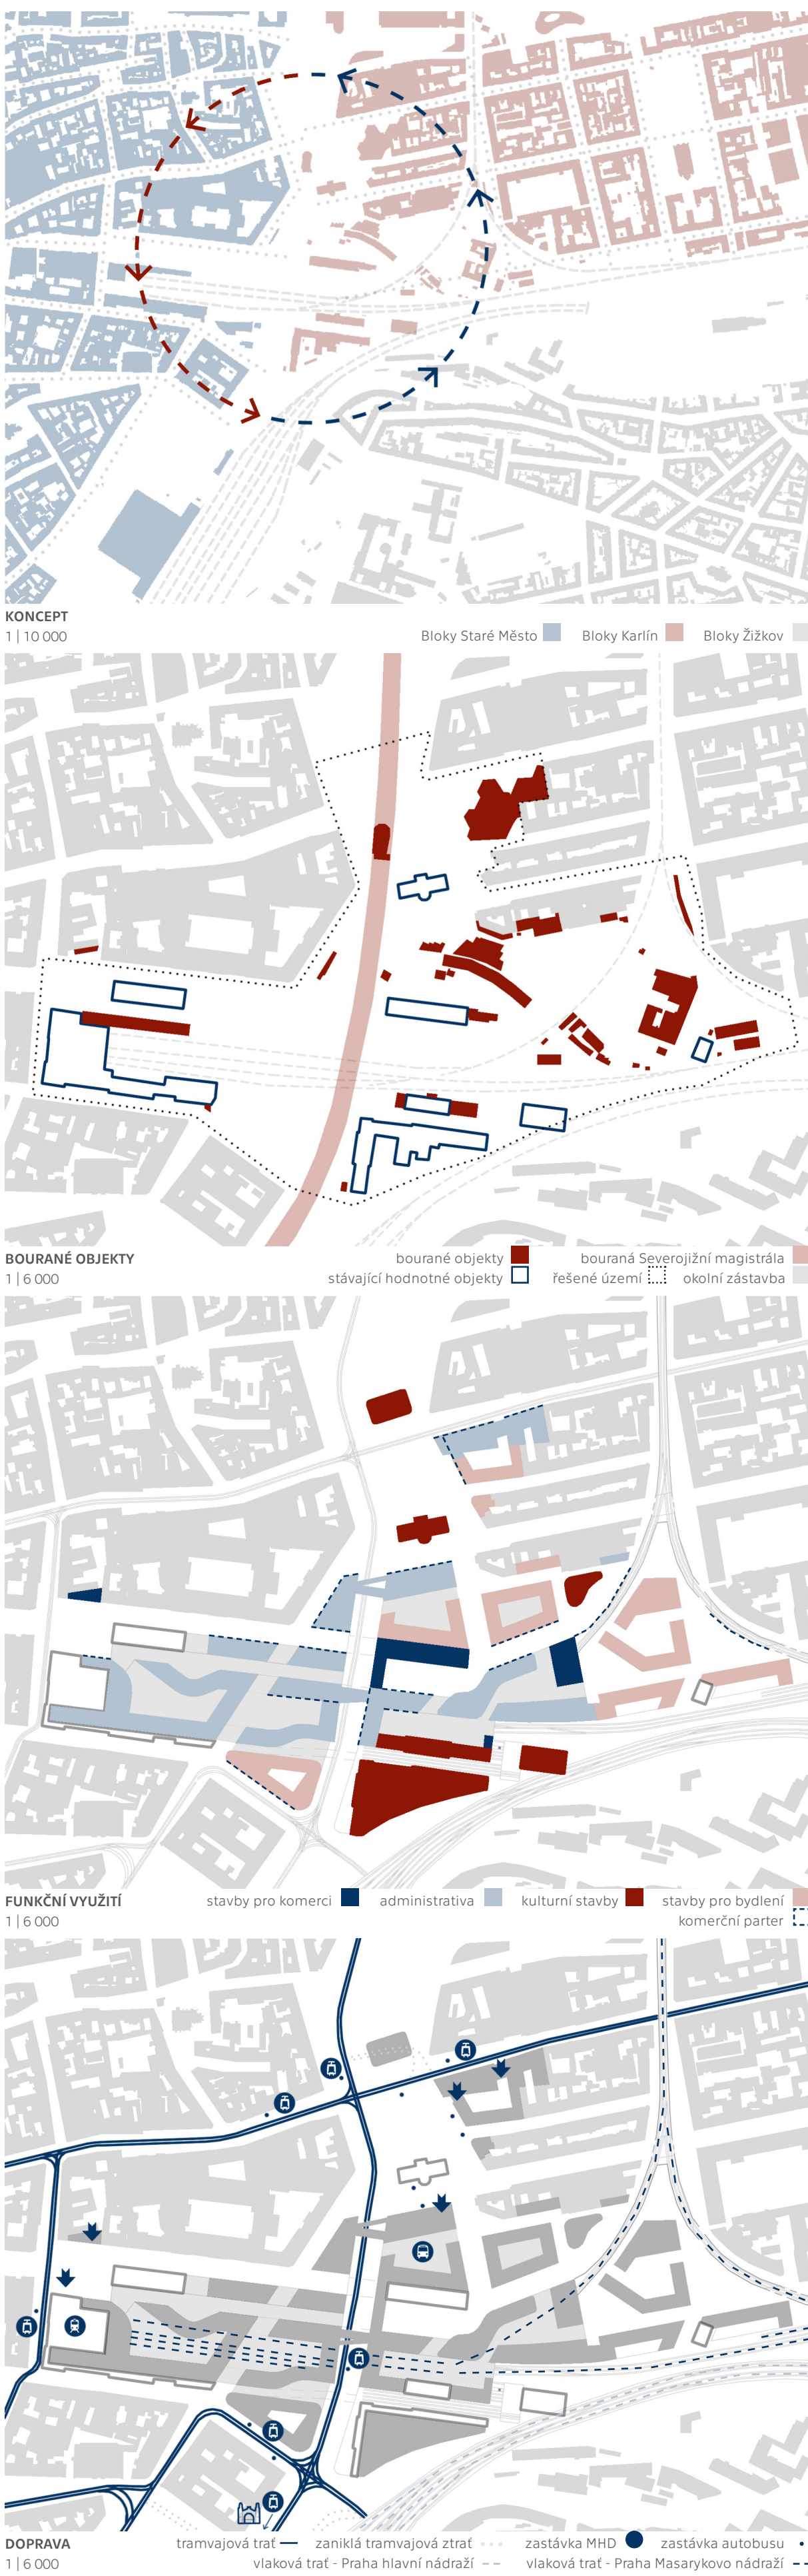 KONCEPT
1 | 10 000
Bloky Staré Město Bloky Karlín Bloky Žižkov
BOURANÉ OBJEKTY
1 | 6 000
bourané objekty bouraná Severojižní magistrála
stávající hodnotné objekty řešené území okolní zástavba
FUNKČNÍ VYUŽITÍ
1 | 6 000
stavby pro komerci administrativa kulturní stavby stavby pro bydlení
komerční parter
DOPRAVA
1 | 6 000
tramvajová trať zaniklá tramvajová ztrať zastávka MHD zastávka autobusu
vlaková trať - Praha hlavní nádraží vlaková trať - Praha Masarykovo nádraží